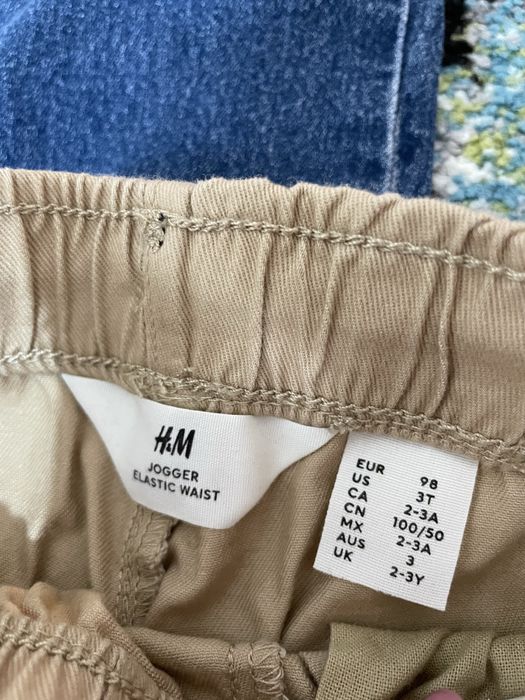 H&M
JOGGER
ELASTIC WAIST
EUR 98
US 3T
CA 2-3A
CN 100/50
MX 2-3A
AUS 3
UK 2-3Y